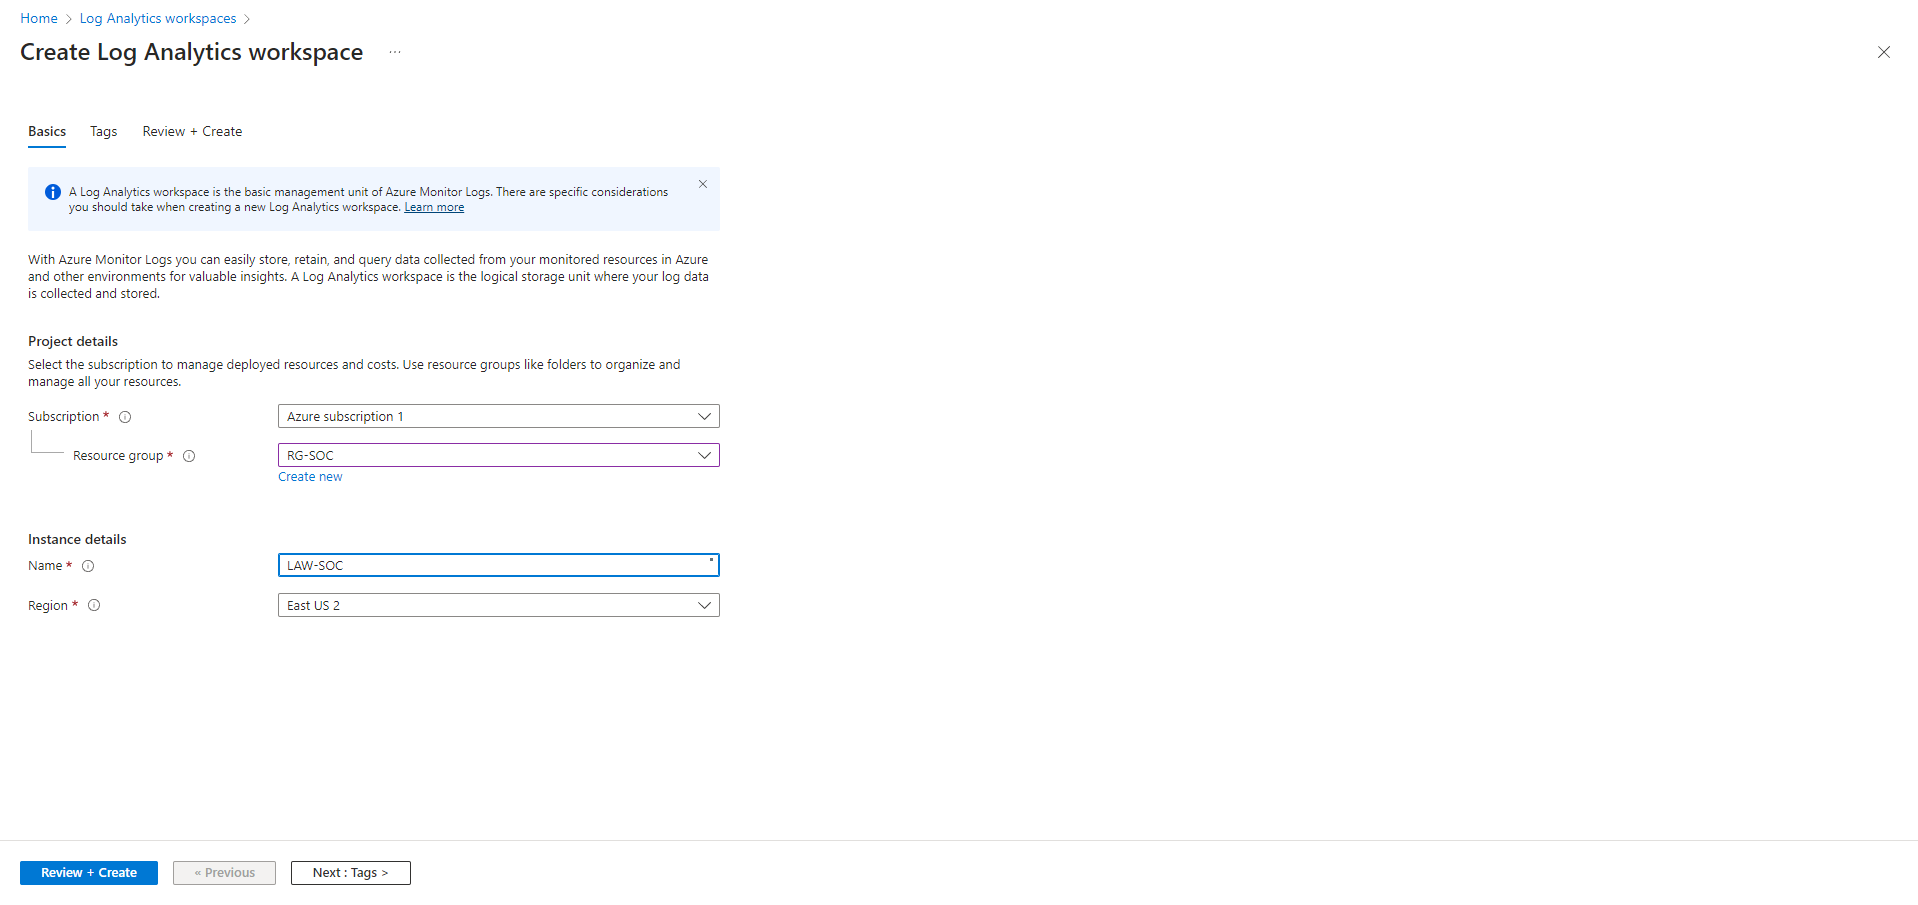 Home > Log Analytics workspaces >
Create Log Analytics workspace ...
Basics Tags Review + Create
A Log Analytics workspace is the basic management unit of Azure Monitor Logs. There are specific considerations
you should take when creating a new Log Analytics workspace. Learn more
With Azure Monitor Logs you can easily store, retain, and query data collected from your monitored resources in Azure
and other environments for valuable insights. A Log Analytics workspace is the logical storage unit where your log data
is collected and stored.
Project details
Select the subscription to manage deployed resources and costs. Use resource groups like folders to organize and
manage all your resources.
Subscription * Azure subscription 1
Resource group * RG-SOC
Create new
Instance details
Name * LAW-SOC
Region * East US 2
Review + Create « Previous Next : Tags >